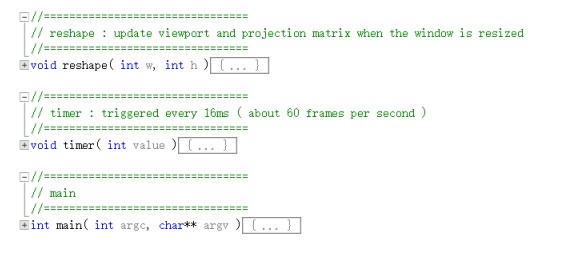 //================================
// reshape : update viewport and projection matrix when the window is resized
//================================
void reshape( int w, int h ){ ... }
//================================
// timer : triggered every 16ms ( about 60 frames per second )
//================================
void timer( int value ){ ... }
//================================
// main
//================================
int main( int argc, char** argv ){ ... }